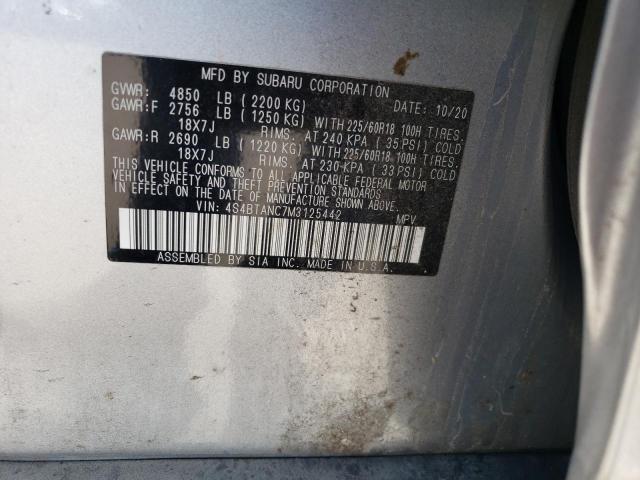 MFD BY SUBARU CORPORATION
GVWR: 4850 LB (2200 KG) DATE: 10/20
GAWR:F 2756 LB (1250 KG) WITH 225/60R18 100H TIRES.
18X7J RIMS. AT 240 KPA (35 PSI) COLD
GAWR:R 2690 LB (1220 KG) WITH 225/60R18 100H TIRES.
18X7J RIMS. AT 230 KPA (33 PSI) COLD
THIS VEHICLE CONFORMS TO ALL APPLICABLE FEDERAL MOTOR
VEHICLE SAFETY AND THEFT PREVENTION STANDARDS
IN EFFECT ON THE DATE OF MANUFACTURE SHOWN ABOVE.
VIN: 4S4BTANC7M3125442 MPV
ASSEMBLED BY SIA INC. MADE IN U.S.A.